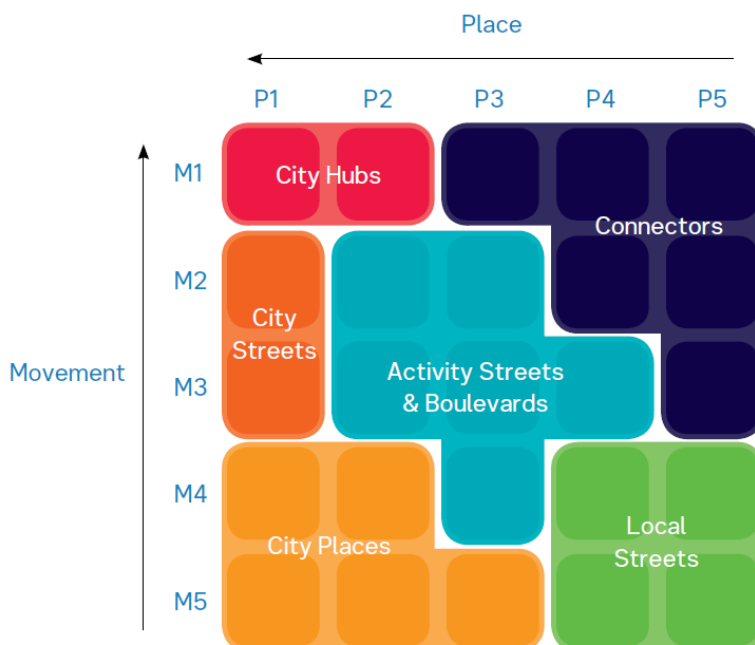 Place
P1 P2 P3 P4 P5
M1
City Hubs
Connectors
M2
City
Streets
Movement
M3
Activity Streets
& Boulevards
M4
City Places
Local
Streets
M5